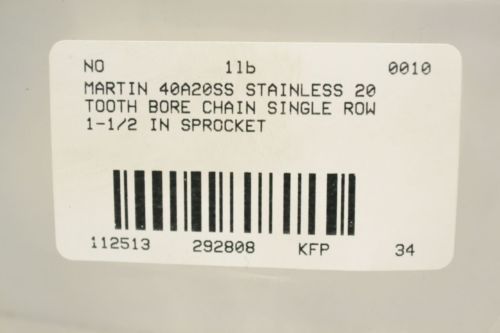 NO 1lb 0010
MARTIN 40A20SS STAINLESS 20
TOOTH BORE CHAIN SINGLE ROW
1-1/2 IN SPROCKET
112513 292808 KFP 34